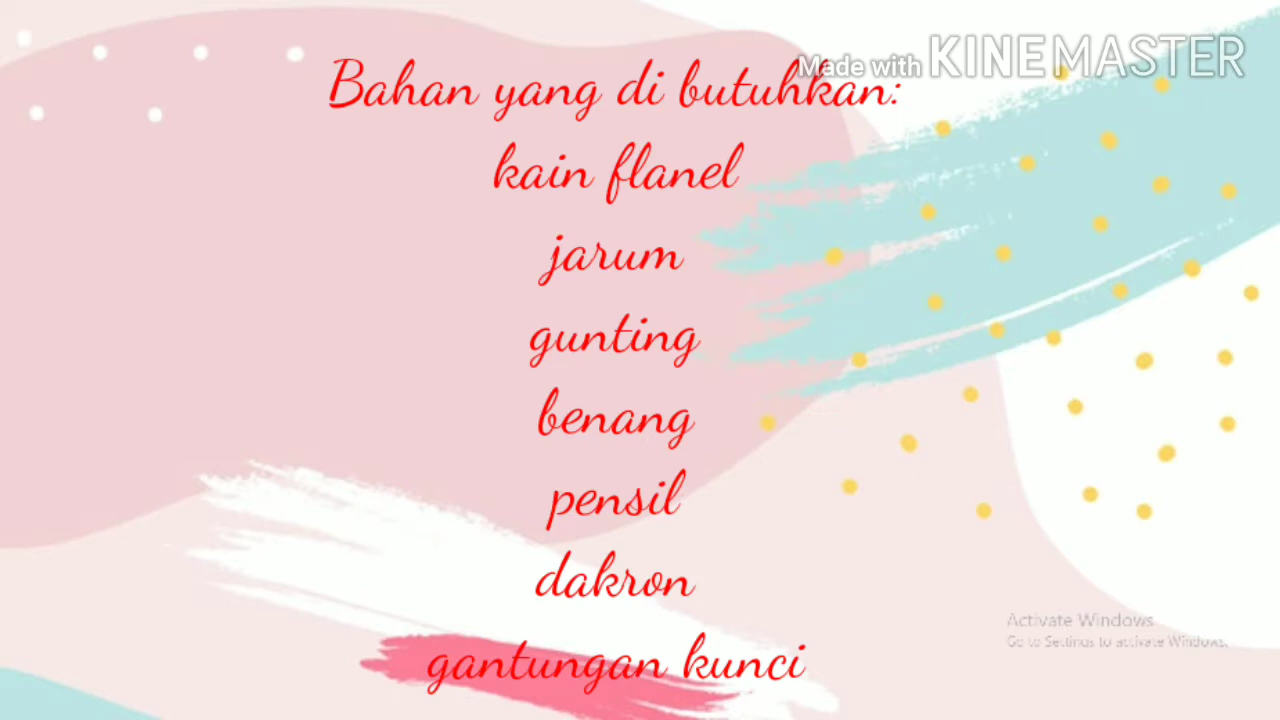 Made with KINEMASTER
Bahan yang di butuhkan:
kain flanel
jarum
gunting
benang
pensil
dakron
gantungan kunci
Activate Windows
Go to Settings to activate Windows.